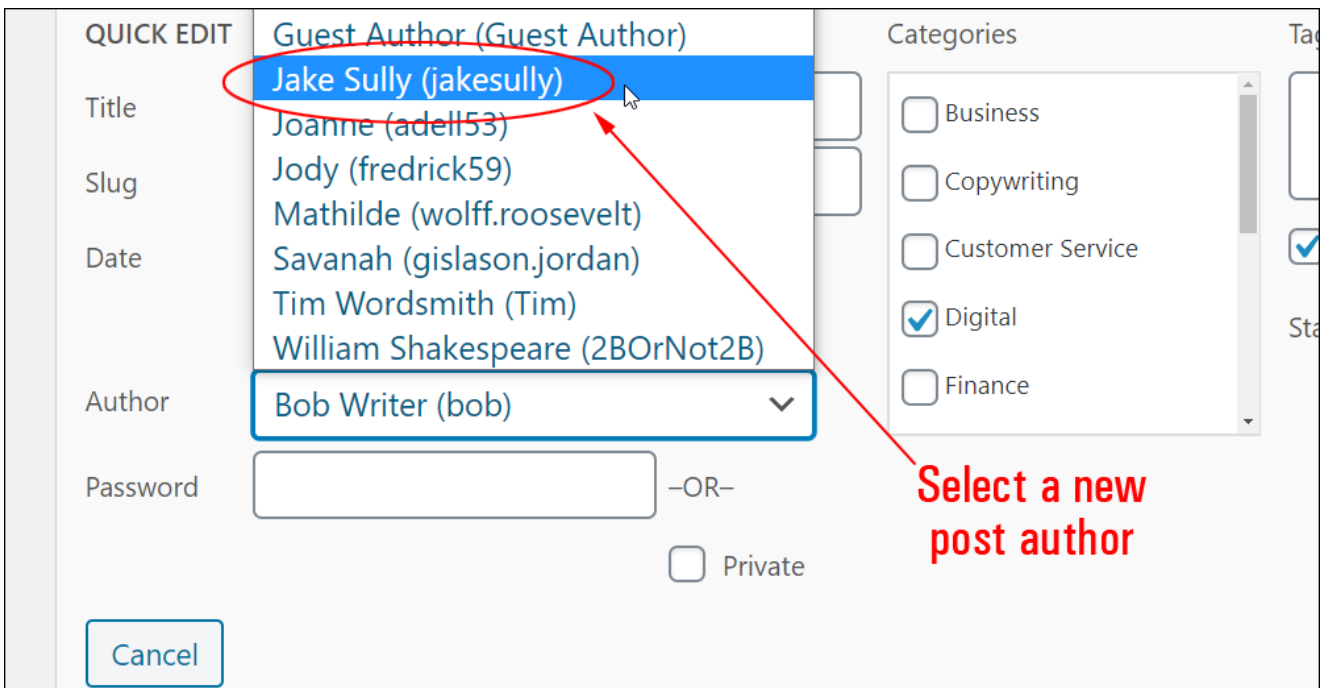 QUICK EDIT
Guest Author (Guest Author)
Jake Sully (jakesully)
Joanne (adell53)
Jody (fredrick59)
Mathilde (wolff.roosevelt)
Savanah (gislason.jordan)
Tim Wordsmith (Tim)
William Shakespeare (2BOrNot2B)
Title
Slug
Date
Author
Bob Writer (bob)
Password
–OR–
Private
Cancel
Categories
Business
Copywriting
Customer Service
Digital
Finance
Select a new
post author